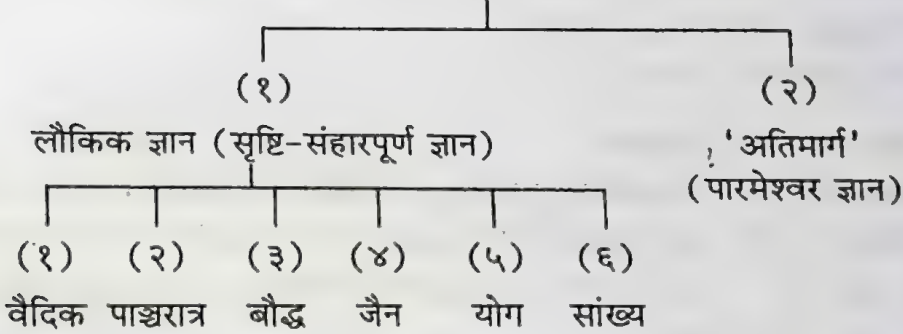 (१) (२)
लौकिक ज्ञान (सृष्टि-संहारपूर्ण ज्ञान) 'अतिमार्ग'
(पारमेश्वर ज्ञान)
(१) (२) (३) (४) (५) (६)
वैदिक पाञ्चरात्र बौद्ध जैन योग सांख्य